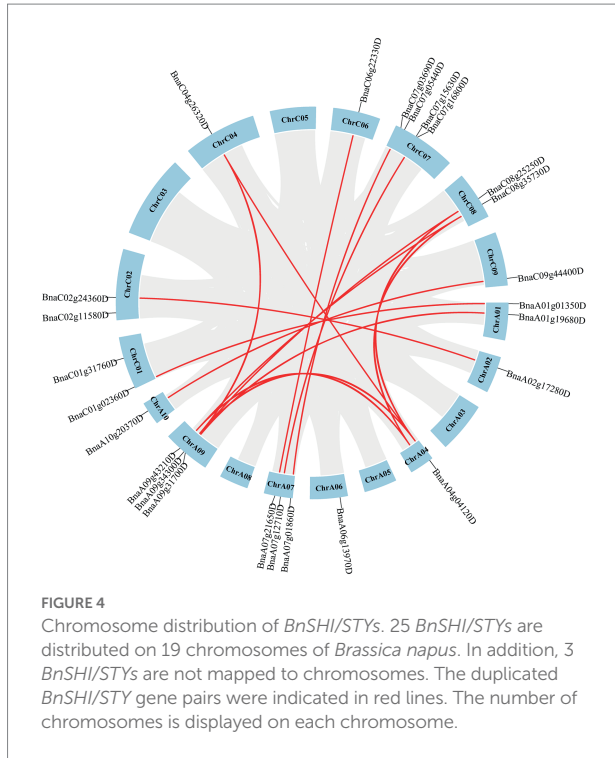 BnaC06g22330D
BnaC07g03690D
BnaC07g05440D
BnaC07g15630D
BnaC07g16800D
BnaC04g26320D
ChrC05
ChrC06
ChrC04
ChrC07
BnaC08g25250D
BnaC08g35730D
ChrC08
ChrC03
ChrC09
BnaC09g44400D
ChrC02
BnaC02g24360D
BnaC02g11580D
BnaA01g01350D
BnaA01g19680D
ChrA01
BnaC01g31760D
ChrC01
ChrA02
BnaA02g17280D
BnaC01g02360D
ChrA10
BnaA10g20370D
ChrA03
ChrA09
ChrA04
BnaA04g04120D
BnaA09g43210D
BnaA09g34300D
BnaA09g31700D
ChrA08
ChrA07
ChrA06
ChrA05
BnaA07g21650D
BnaA07g12710D
BnaA07g01860D
BnaA06g13970D
FIGURE 4
Chromosome distribution of BnSHI/STYs. 25 BnSHI/STYs are
distributed on 19 chromosomes of Brassica napus. In addition, 3
BnSHI/STYs are not mapped to chromosomes. The duplicated
BnSHI/STY gene pairs were indicated in red lines. The number of
chromosomes is displayed on each chromosome.